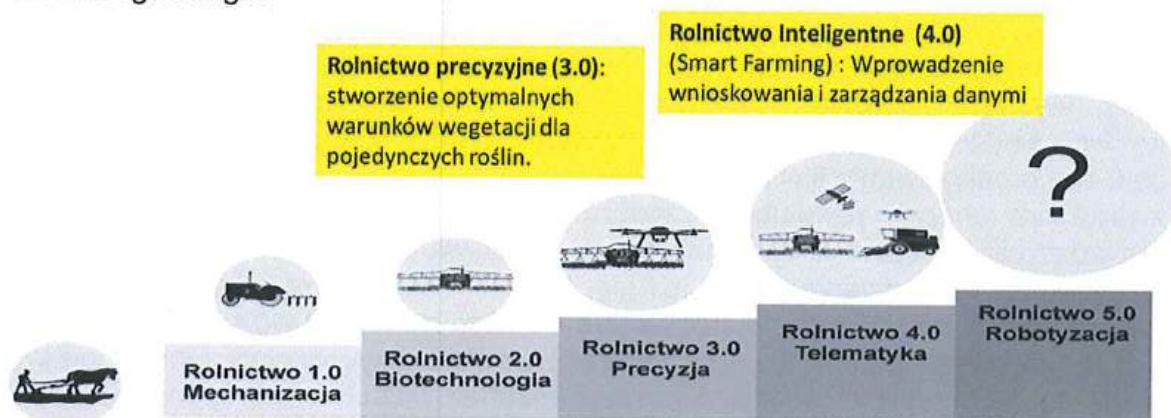 Rolnictwo precyzyjne (3.0):
stworzenie optymalnych
warunków wegetacji dla
pojedynczych roślin.
Rolnictwo Inteligentne (4.0)
(Smart Farming) : Wprowadzenie
wnioskowania i zarządzania danymi
?
Rolnictwo 1.0
Mechanizacja
Rolnictwo 2.0
Biotechnologia
Rolnictwo 3.0
Precyzja
Rolnictwo 4.0
Telematyka
Rolnictwo 5.0
Robotyzacja